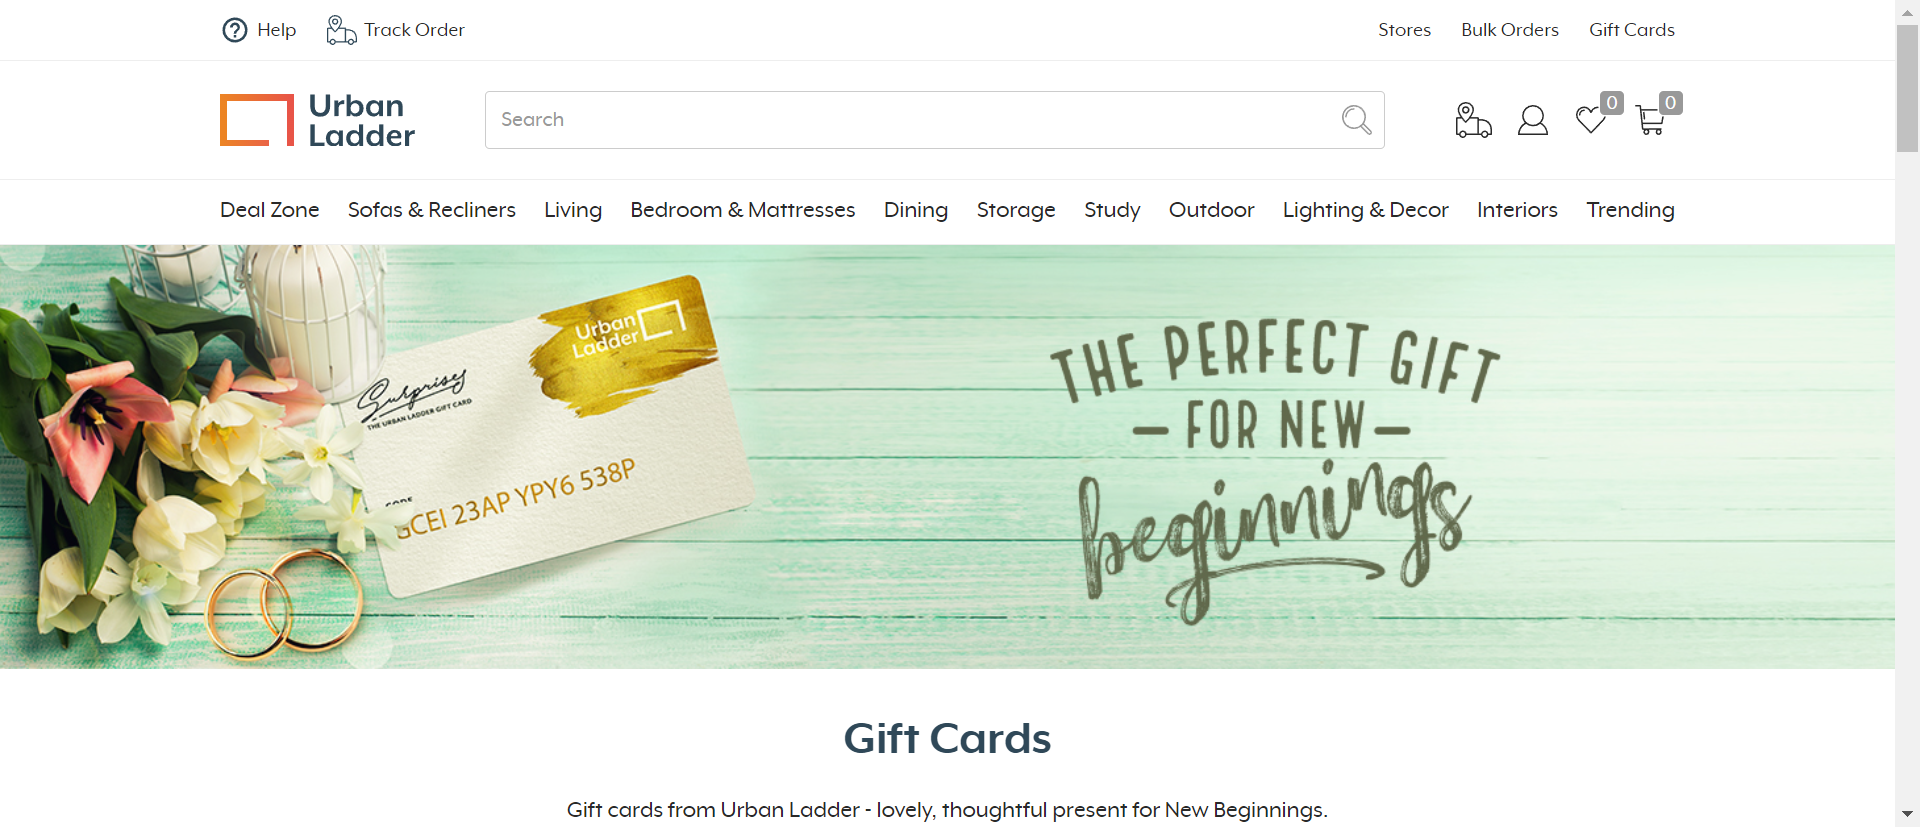 Help
Track Order
Stores
Bulk Orders
Gift Cards
Urban
Ladder
Search
0
0
Deal Zone
Sofas & Recliners
Living
Bedroom & Mattresses
Dining
Storage
Study
Outdoor
Lighting & Decor
Interiors
Trending
Urban
Ladder
Surprises
THE URBAN LADDER GIFT CARD
CODE
GCEI 23AP YPY6 538P
THE PERFECT GIFT
FOR NEW
beginnings
Gift Cards
Gift cards from Urban Ladder - lovely, thoughtful present for New Beginnings.